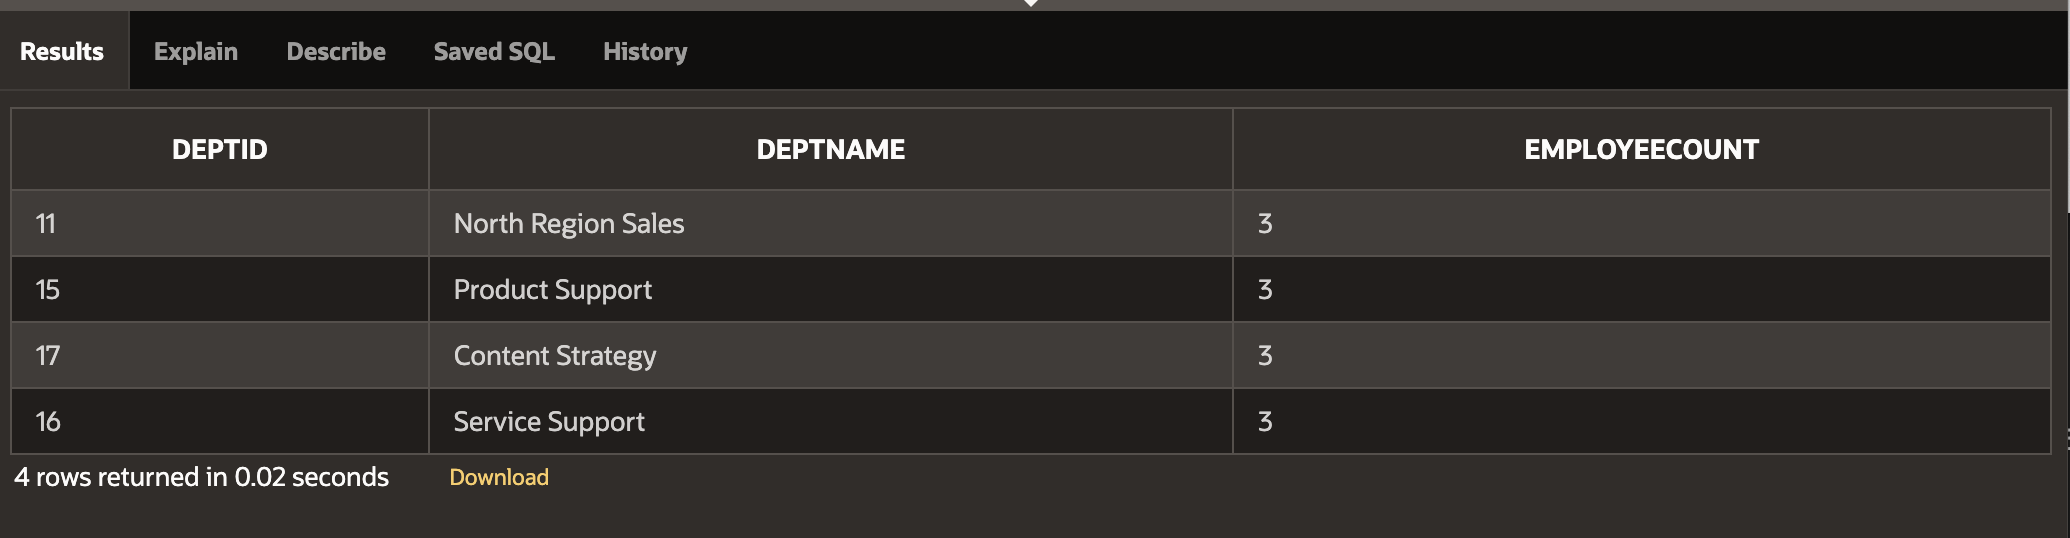 Results Explain Describe Saved SQL History
DEPTID DEPTNAME EMPLOYEECOUNT
11 North Region Sales 3
15 Product Support 3
17 Content Strategy 3
16 Service Support 3
4 rows returned in 0.02 seconds Download